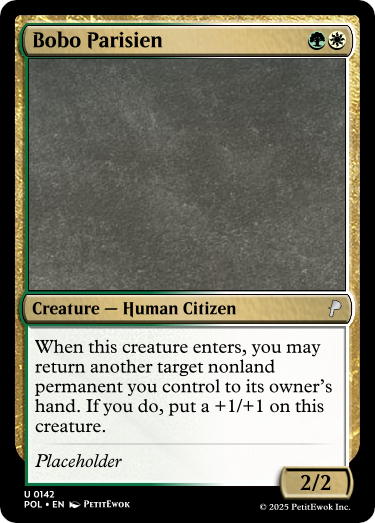 Bobo Parisien
Creature — Human Citizen
When this creature enters, you may
return another target nonland
permanent you control to its owner's
hand. If you do, put a +1/+1 on this
creature.
Placeholder
2/2
U 0142
POL • EN PetitEwok
© 2025 PetitEwok Inc.